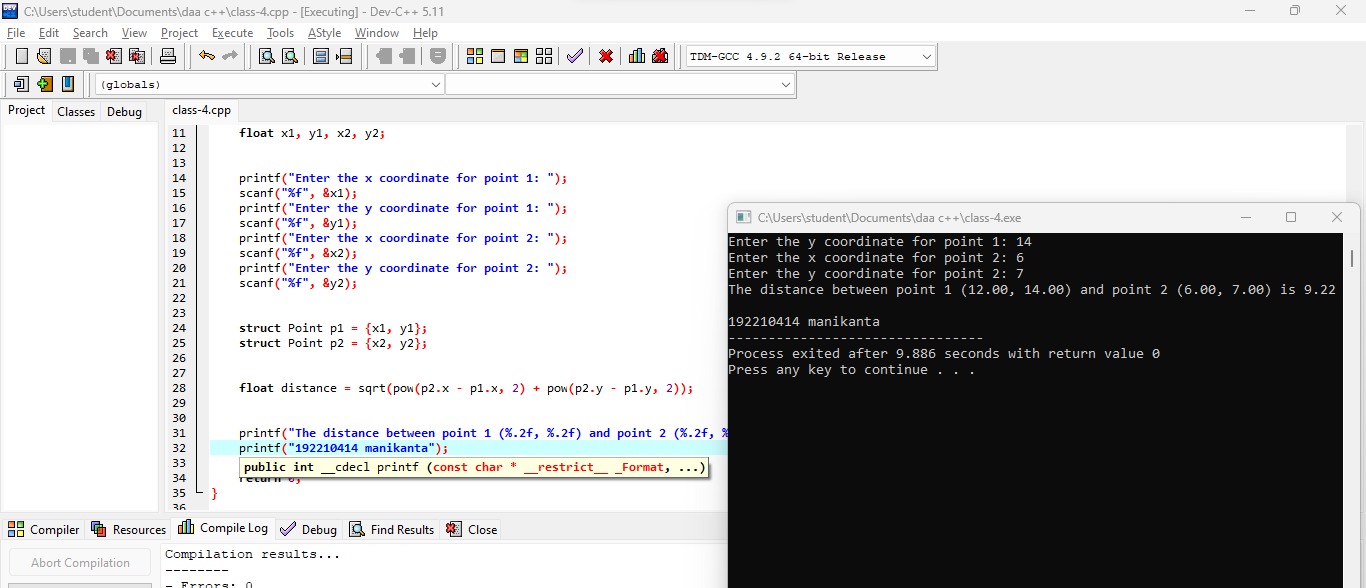 C:\Users\student\Documents\daa c++\class-4.cpp - [Executing] - Dev-C++ 5.11
File Edit Search View Project Execute Tools AStyle Window Help
TDM-GCC 4.9.2 64-bit Release
(globals)
Project Classes Debug
class-4.cpp
11 float x1, y1, x2, y2;
12
13
14 printf("Enter the x coordinate for point 1: ");
15 scanf("%f", &x1);
16 printf("Enter the y coordinate for point 1: ");
17 scanf("%f", &y1);
18 printf("Enter the x coordinate for point 2: ");
19 scanf("%f", &x2);
20 printf("Enter the y coordinate for point 2: ");
21 scanf("%f", &y2);
22
23
24 struct Point p1 = {x1, y1};
25 struct Point p2 = {x2, y2};
26
27
28 float distance = sqrt(pow(p2.x - p1.x, 2) + pow(p2.y - p1.y, 2));
29
30
31 printf("The distance between point 1 (%.2f, %.2f) and point 2 (%.2f, %
32 printf("192210414 manikanta");
33 public int __cdecl printf (const char * __restrict__ _Format, ...)
34 return 0;
35 }
36
C:\Users\student\Documents\daa c++\class-4.exe
Enter the y coordinate for point 1: 14
Enter the x coordinate for point 2: 6
Enter the y coordinate for point 2: 7
The distance between point 1 (12.00, 14.00) and point 2 (6.00, 7.00) is 9.22
192210414 manikanta
--------------------------------
Process exited after 9.886 seconds with return value 0
Press any key to continue . . .
Compiler Resources Compile Log Debug Find Results Close
Abort Compilation
Compilation results...
--------
- Errors: 0